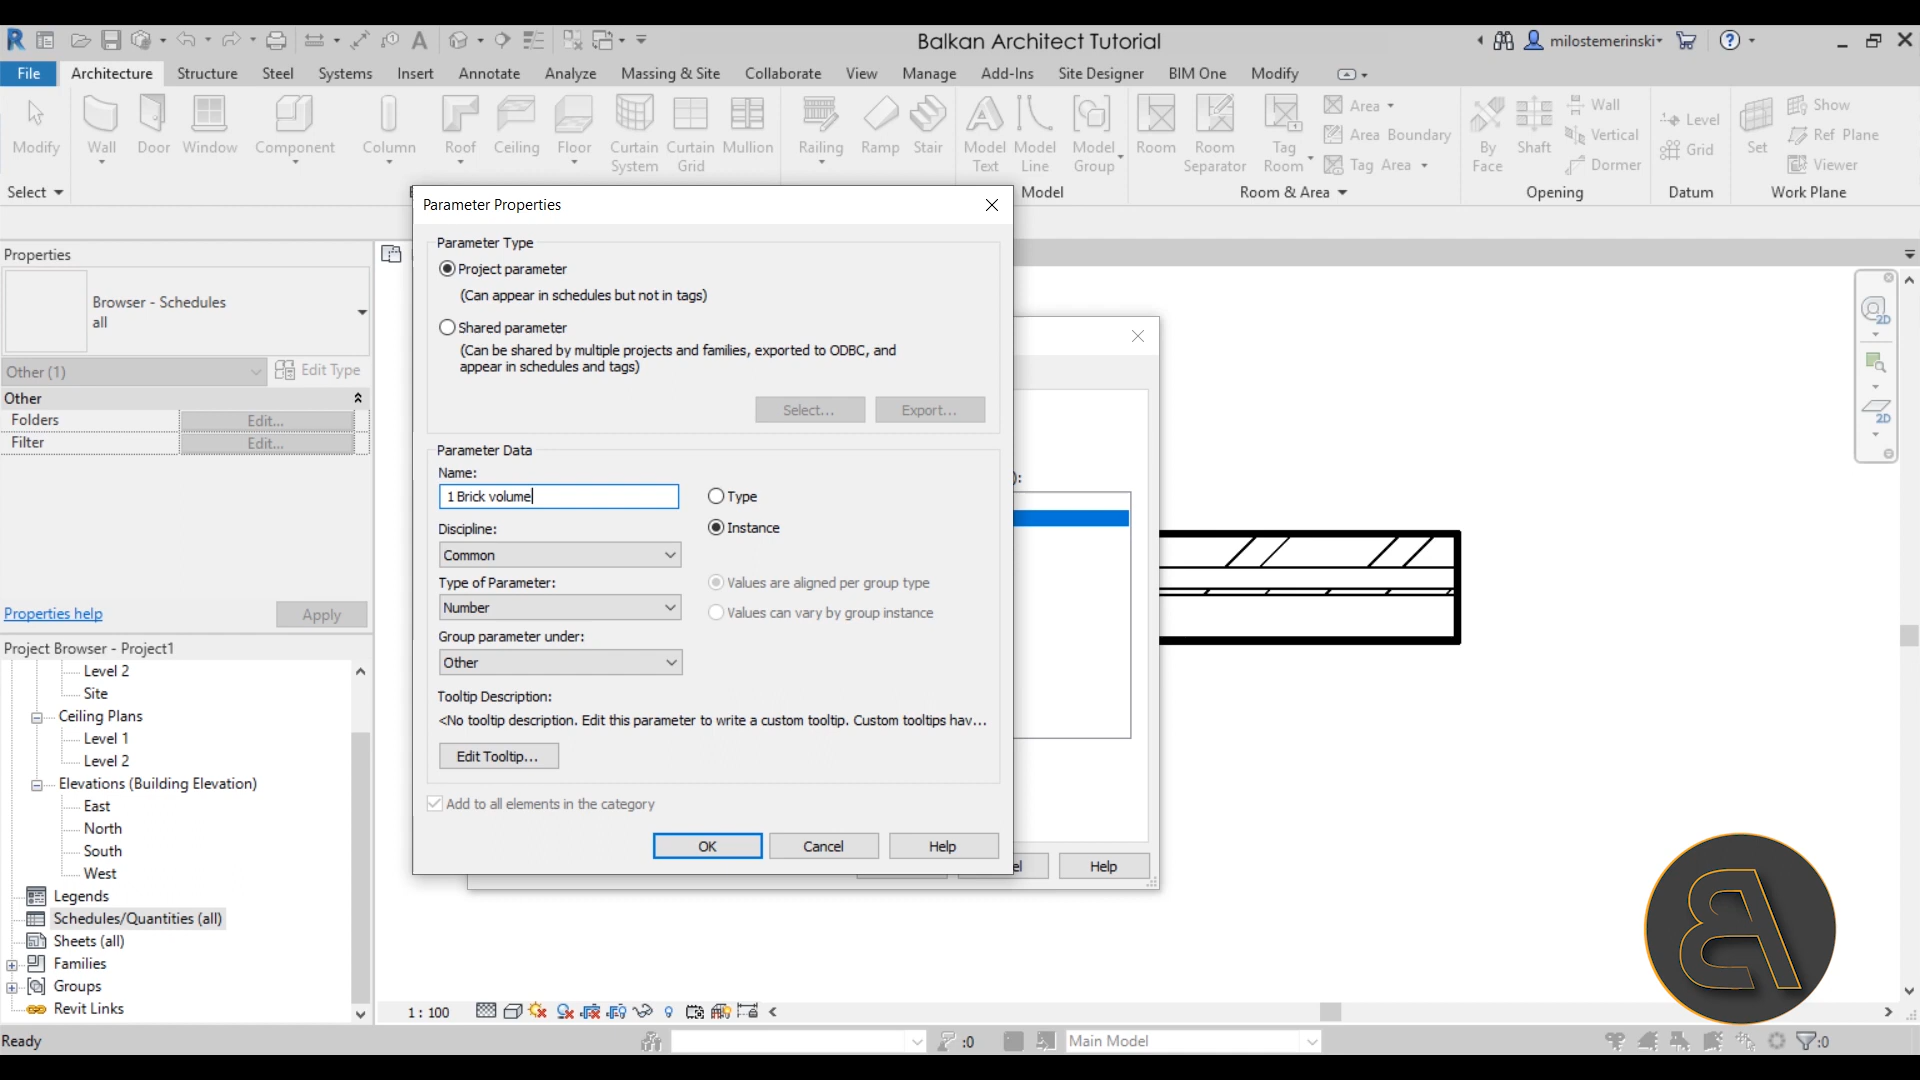 Balkan Architect Tutorial
milostemerinski
File
Architecture
Structure
Steel
Systems
Insert
Annotate
Analyze
Massing & Site
Collaborate
View
Manage
Add-Ins
Site Designer
BIM One
Modify
Modify
Wall
Door
Window
Component
Column
Roof
Ceiling
Floor
Curtain
System
Curtain
Grid
Mullion
Railing
Ramp
Stair
Model
Text
Model
Line
Model
Group
Room
Room
Separator
Tag
Room
Area
Area Boundary
Tag Area
By
Face
Shaft
Wall
Vertical
Dormer
Level
Grid
Set
Show
Ref Plane
Viewer
Select
Model
Room & Area
Opening
Datum
Work Plane
Properties
Browser - Schedules
all
Other (1)
Edit Type
Other
Folders
Edit...
Filter
Edit...
Properties help
Apply
Project Browser - Project1
Level 2
Site
Ceiling Plans
Level 1
Level 2
Elevations (Building Elevation)
East
North
South
West
Legends
Schedules/Quantities (all)
Sheets (all)
Families
Groups
Revit Links
Parameter Properties
Parameter Type
Project parameter
(Can appear in schedules but not in tags)
Shared parameter
(Can be shared by multiple projects and families, exported to ODBC, and
appear in schedules and tags)
Select...
Export...
Parameter Data
Name:
1 Brick volume
Type
Discipline:
Instance
Common
Type of Parameter:
Values are aligned per group type
Number
Values can vary by group instance
Group parameter under:
Other
Tooltip Description:
<No tooltip description. Edit this parameter to write a custom tooltip. Custom tooltips hav...
Edit Tooltip...
Add to all elements in the category
OK
Cancel
Help
):
el
Help
2D
2D
1 : 100
Ready
:0
Main Model
:0